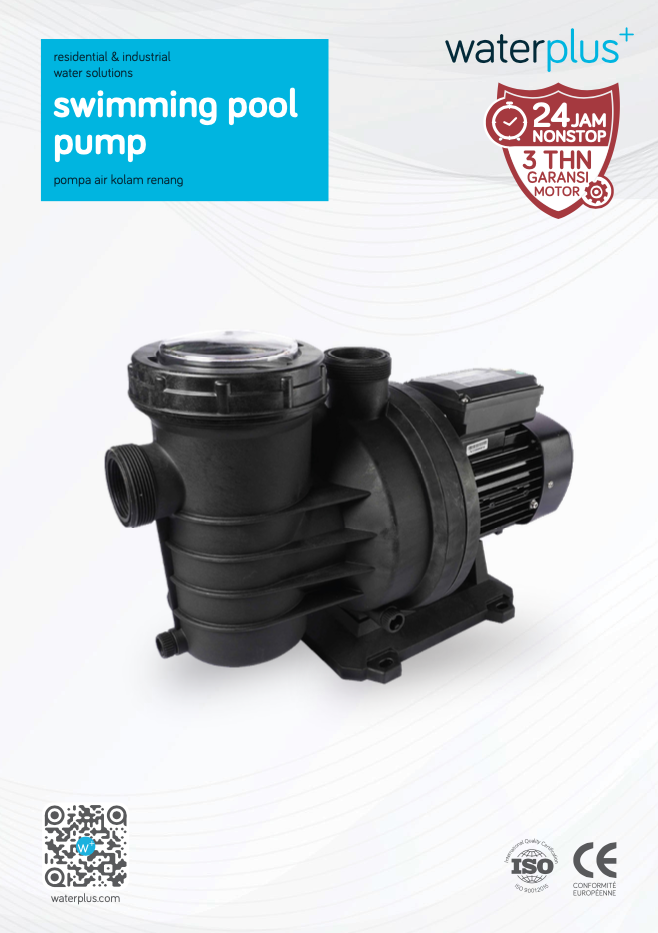 residential & industrial
water solutions
swimming pool
pump
pompa air kolam renang
waterplus+
24 JAM
NONSTOP
3 THN
GARANSI
MOTOR
W+
waterplus.com
International Quality Certification
ISO
ISO 9001:2015
CE
CONFORMITÉ
EUROPÉENNE